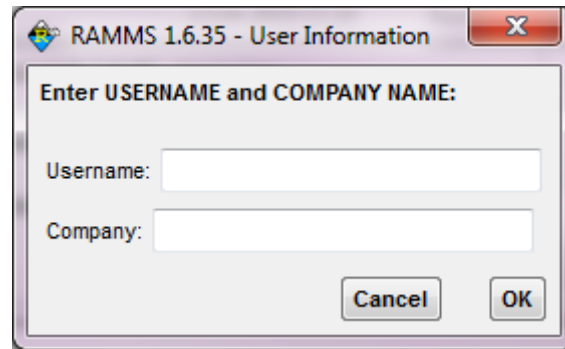 RAMMS 1.6.35 - User Information
Enter USERNAME and COMPANY NAME:
Username:
Company:
Cancel OK